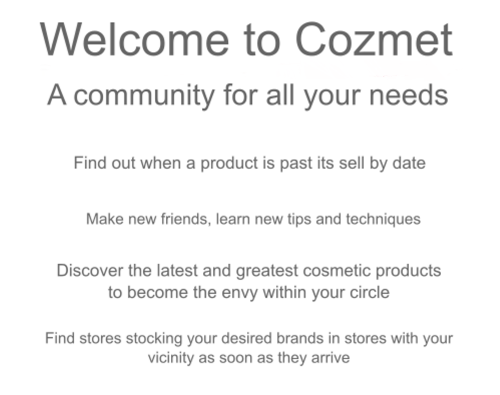 Welcome to Cozmet
A community for all your needs
Find out when a product is past its sell by date
Make new friends, learn new tips and techniques
Discover the latest and greatest cosmetic products
to become the envy within your circle
Find stores stocking your desired brands in stores with your
vicinity as soon as they arrive